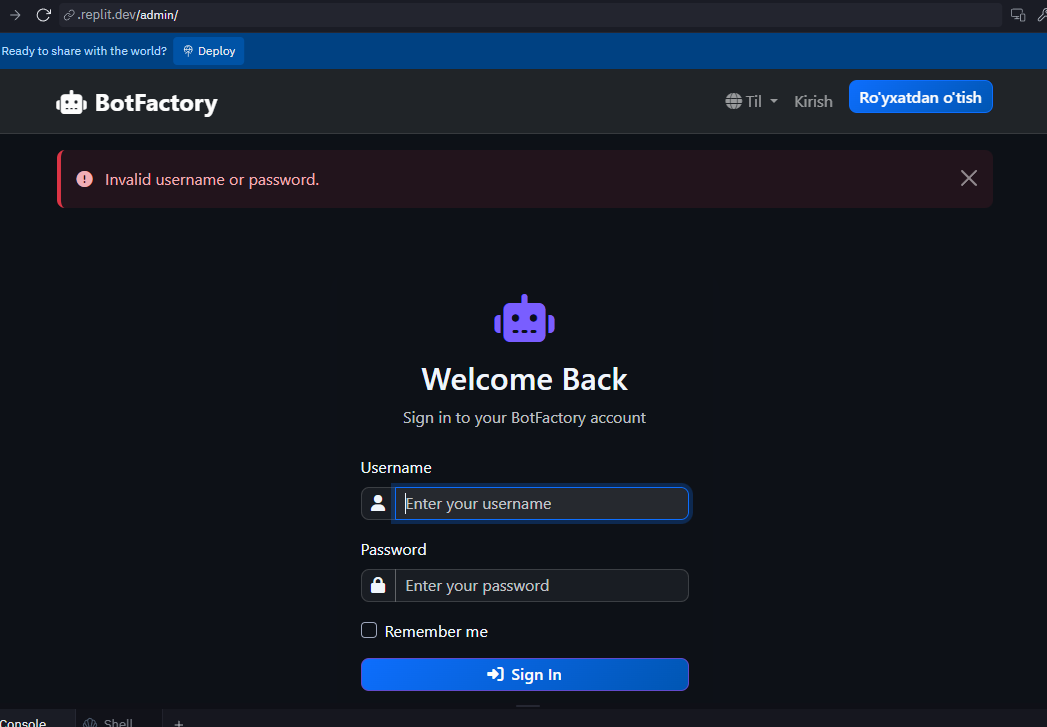 .replit.dev/admin/
Ready to share with the world? Deploy
BotFactory Til Kirish Ro'yxatdan o'tish
Invalid username or password.
Welcome Back
Sign in to your BotFactory account
Username
Enter your username
Password
Enter your password
Remember me
Sign In
Console Shell +